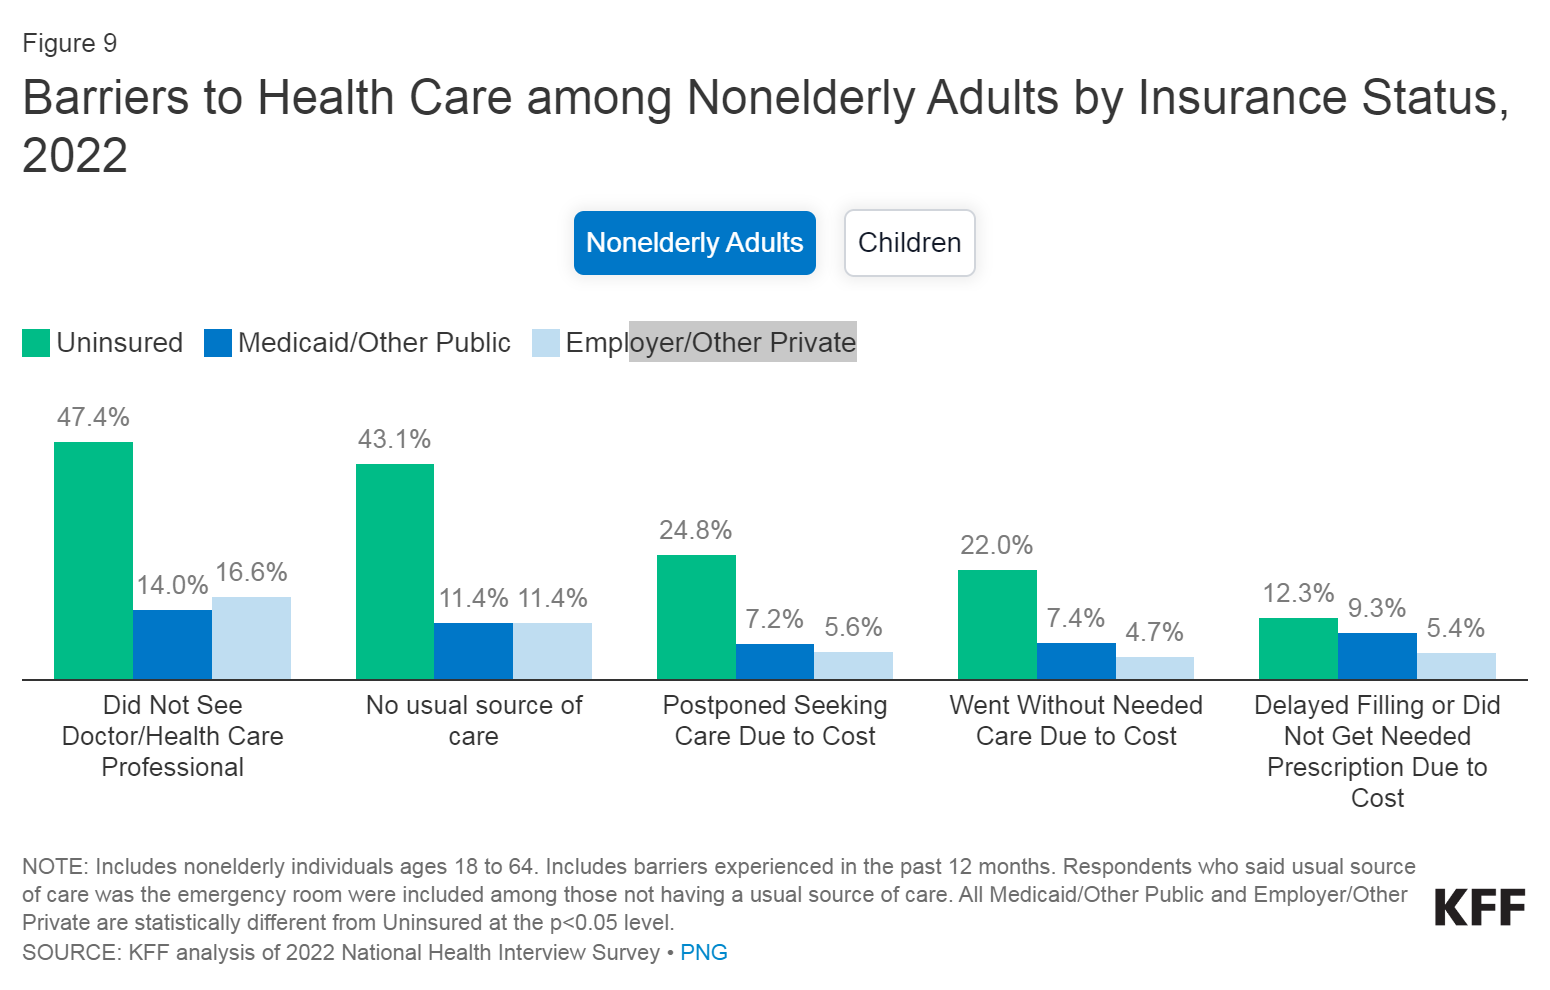 Figure 9
Barriers to Health Care among Nonelderly Adults by Insurance Status,
2022
Nonelderly Adults
Children
Uninsured
Medicaid/Other Public
Employer/Other Private
47.4%
14.0%
16.6%
43.1%
11.4%
11.4%
24.8%
7.2%
5.6%
22.0%
7.4%
4.7%
12.3%
9.3%
5.4%
Did Not See
Doctor/Health Care
Professional
No usual source of
care
Postponed Seeking
Care Due to Cost
Went Without Needed
Care Due to Cost
Delayed Filling or Did
Not Get Needed
Prescription Due to
Cost
NOTE: Includes nonelderly individuals ages 18 to 64. Includes barriers experienced in the past 12 months. Respondents who said usual source
of care was the emergency room were included among those not having a usual source of care. All Medicaid/Other Public and Employer/Other
Private are statistically different from Uninsured at the p<0.05 level.
SOURCE: KFF analysis of 2022 National Health Interview Survey • PNG
KFF